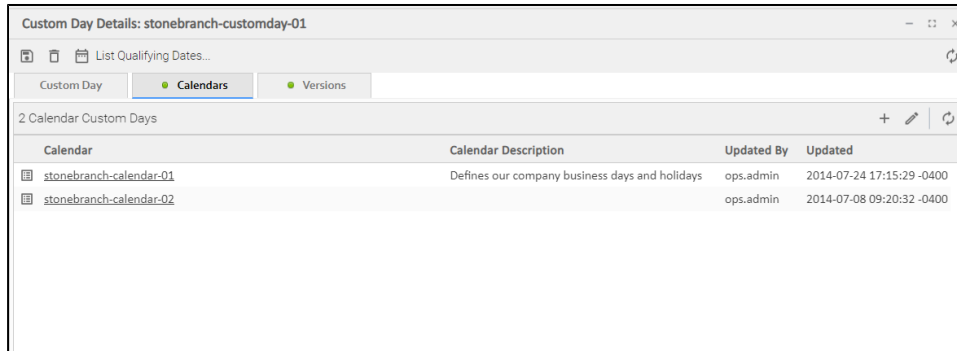 Custom Day Details: stonebranch-customday-01
List Qualifying Dates...
Custom Day Calendars Versions
2 Calendar Custom Days
Calendar Calendar Description Updated By Updated
stonebranch-calendar-01 Defines our company business days and holidays ops.admin 2014-07-24 17:15:29 -0400
stonebranch-calendar-02 ops.admin 2014-07-08 09:20:32 -0400